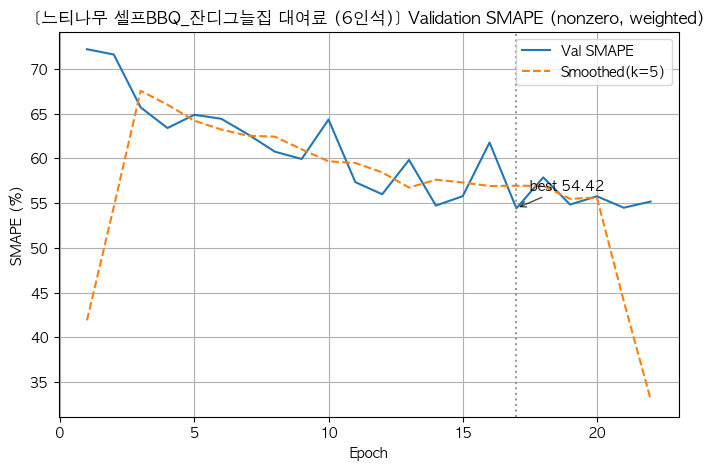 [느티나무 셀프BBQ_잔디그늘집 대여료 (6인석)] Validation SMAPE (nonzero, weighted)
Val SMAPE
Smoothed(k=5)
best 54.42
SMAPE (%)
70
65
60
55
50
45
40
35
0
5
10
15
20
Epoch